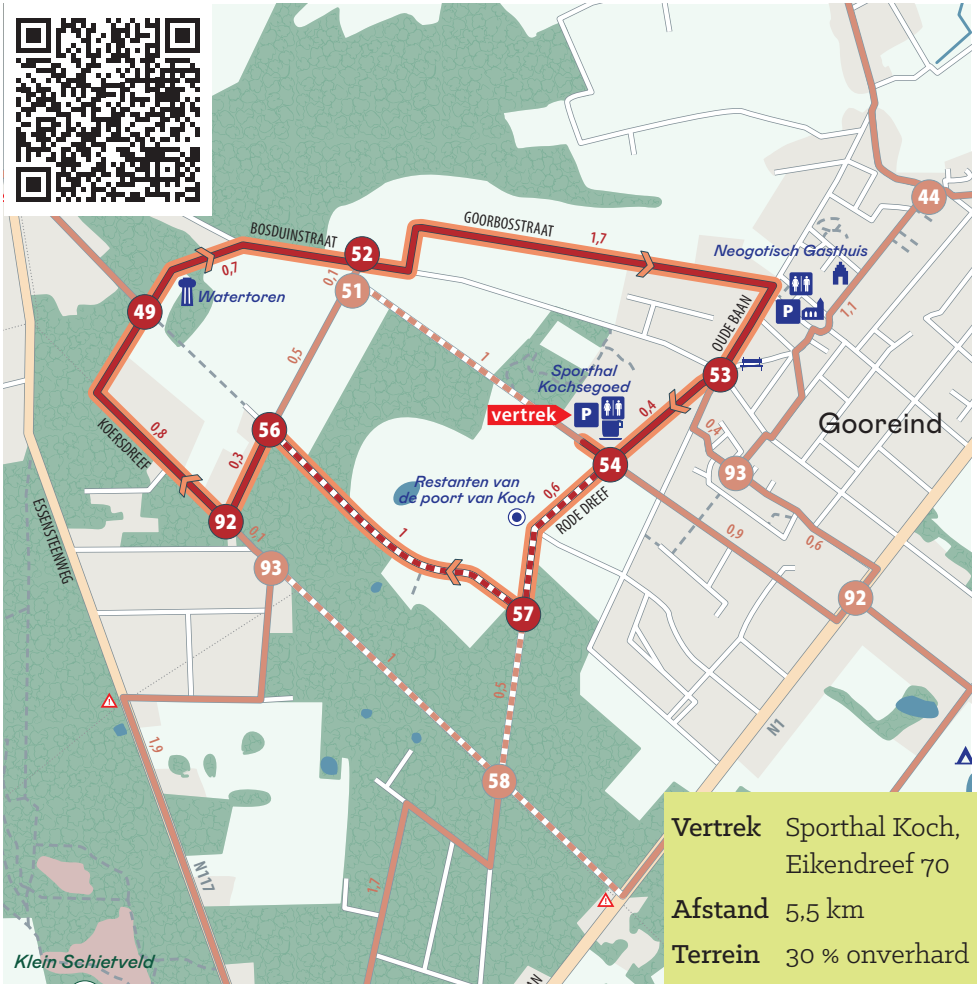 44
BOSDUINSTRAAT
GOORBOSSTRAAT
1,7
52
0,7
0,1
51
Neogotisch Gasthuis
P
1,1
Watertoren
49
OUDE BAAN
0,5
1
Sporthal
Kochsegoed
53
vertrek
P
0,4
KOERSDREEF
0,8
56
0,3
54
0,4
93
Gooreind
Restanten van
de poort van Koch
0,6
RODE DREEF
0,9
0,6
92
0,1
1
ESSENSTEENWEG
93
57
92
1
0,5
N1
1,9
58
N117
1,7
Klein Schietveld
AN
Vertrek Sporthal Koch,
Eikendreef 70
Afstand 5,5 km
Terrein 30 % onverhard